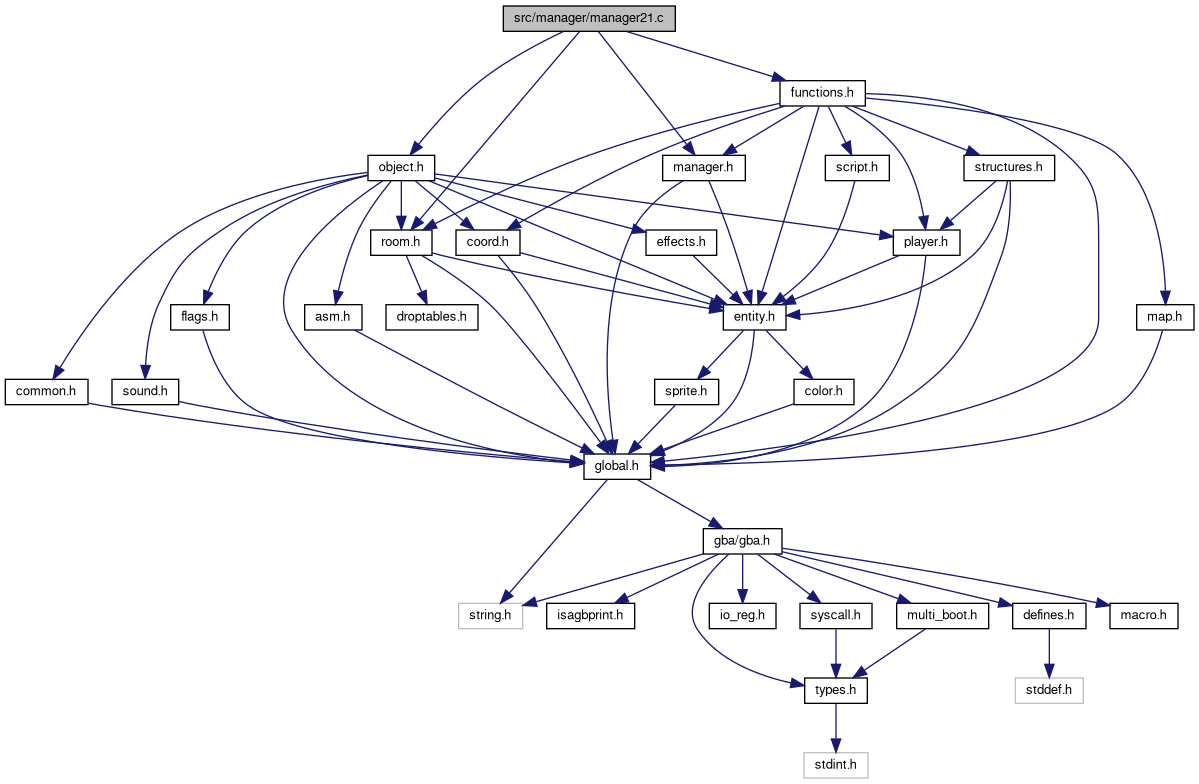 src/manager/manager21.c
functions.h
object.h
manager.h
script.h
structures.h
room.h
coord.h
effects.h
player.h
flags.h
asm.h
droptables.h
entity.h
map.h
common.h
sound.h
sprite.h
color.h
global.h
gba/gba.h
string.h
isagbprint.h
io_reg.h
syscall.h
multi_boot.h
defines.h
macro.h
types.h
stddef.h
stdint.h